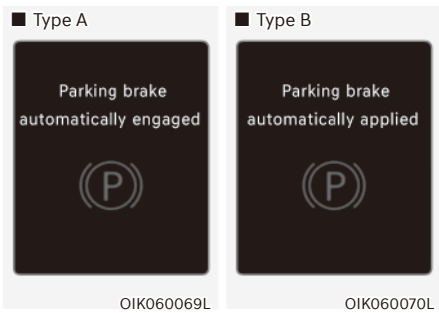 ■ Type A
Parking brake
automatically engaged
P
OIK060069L
■ Type B
Parking brake
automatically applied
P
OIK060070L